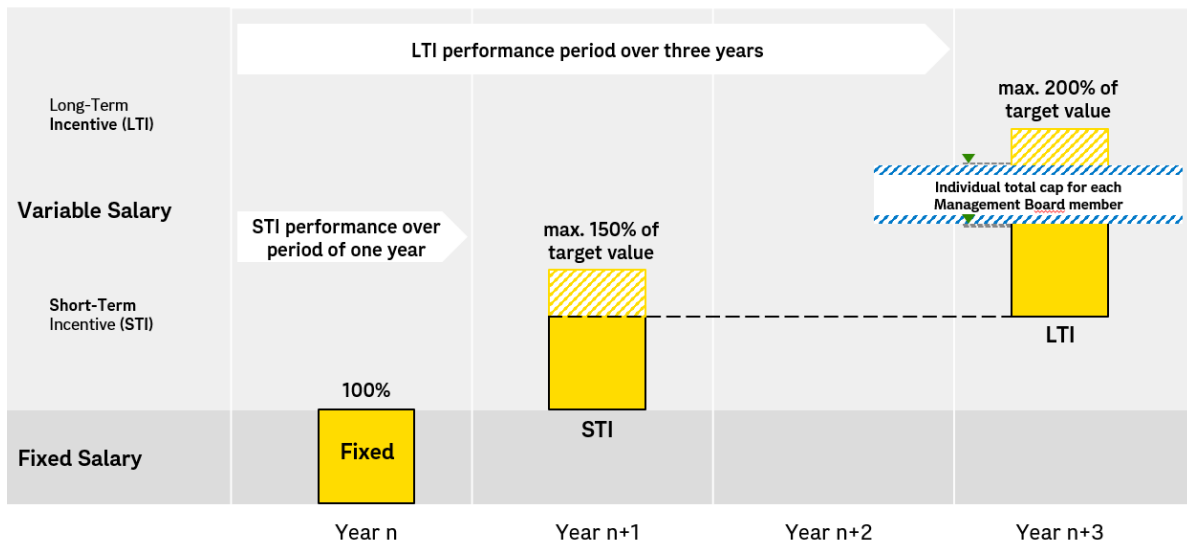 LTI performance period over three years
Long-Term
Incentive (LTI)
max. 200% of
target value
Individual total cap for each
Management Board member
Variable Salary
STI performance over
period of one year
max. 150% of
target value
Short-Term
Incentive (STI)
LTI
100%
STI
Fixed
Fixed Salary
Year n
Year n+1
Year n+2
Year n+3